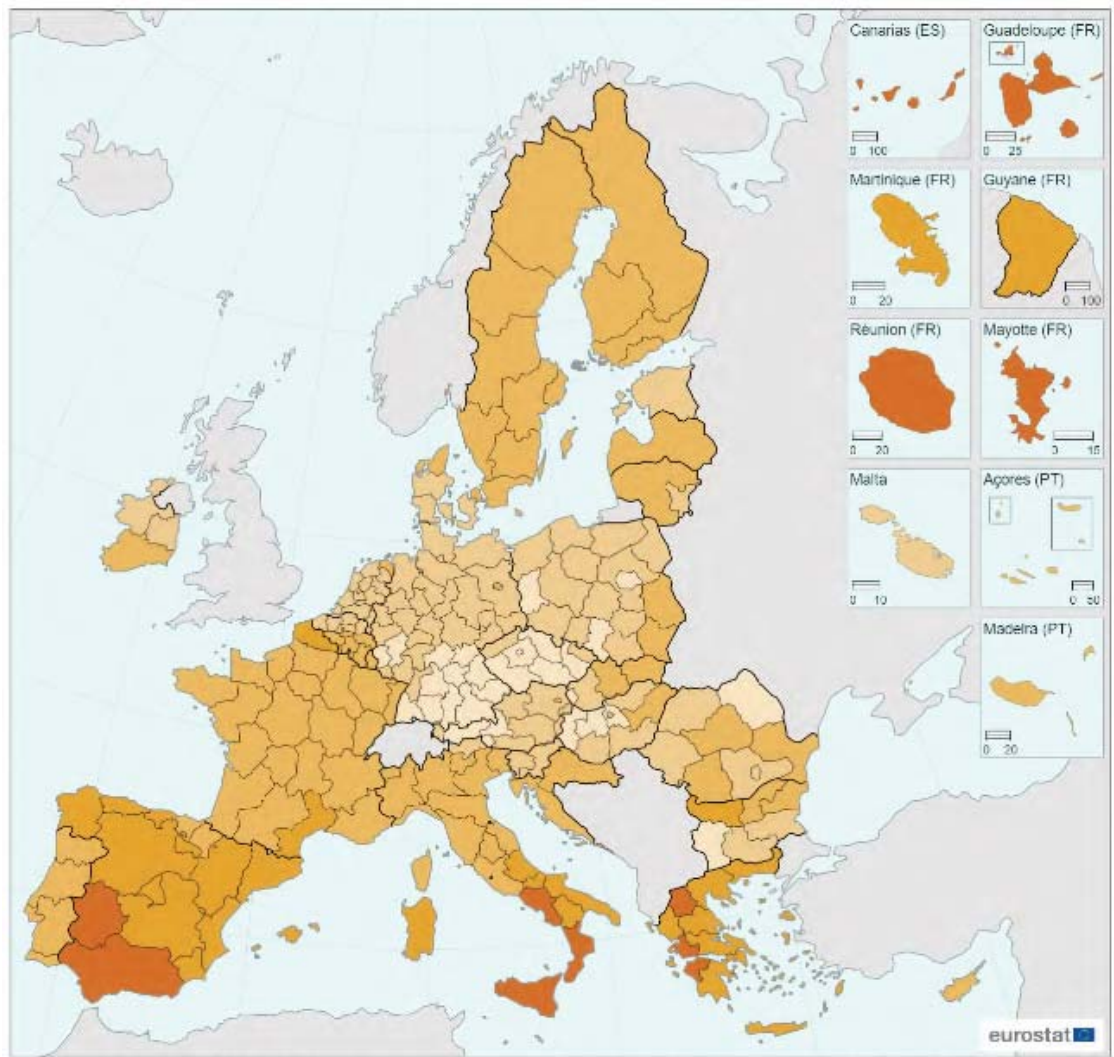 Canarias (ES)
0 100
Guadeloupe (FR)
0 25
Martinique (FR)
0 20
Guyane (FR)
0 100
Réunion (FR)
0 20
Mayotte (FR)
0 15
Malta
0 10
Açores (PT)
0 50
Madeira (PT)
0 20
eurostat